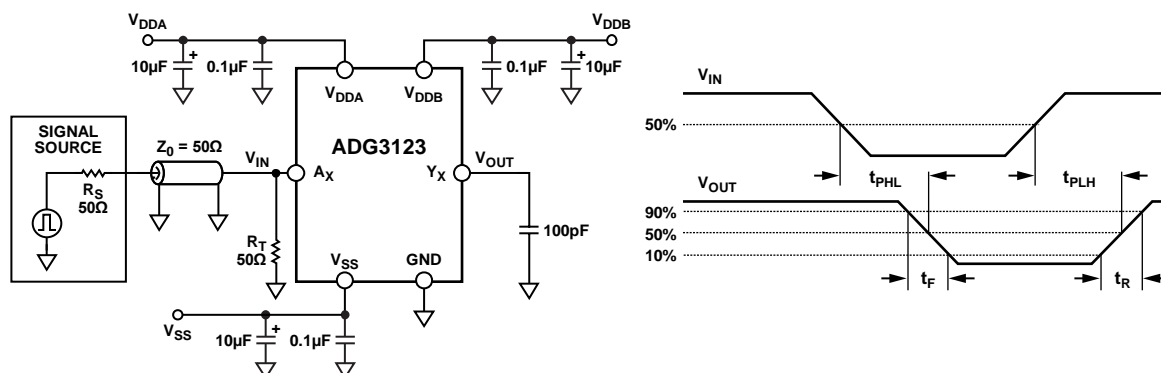 VDDA
10µF
+
0.1µF
VDDB
0.1µF
+
10µF
VDDA
VDDB
SIGNAL
SOURCE
RS
50Ω
Z0 = 50Ω
VIN
RT
50Ω
AX
ADG3123
YX
VOUT
100pF
VSS
GND
VSS
10µF
+
0.1µF
VIN
50%
tPHL
tPLH
VOUT
90%
50%
10%
tF
tR